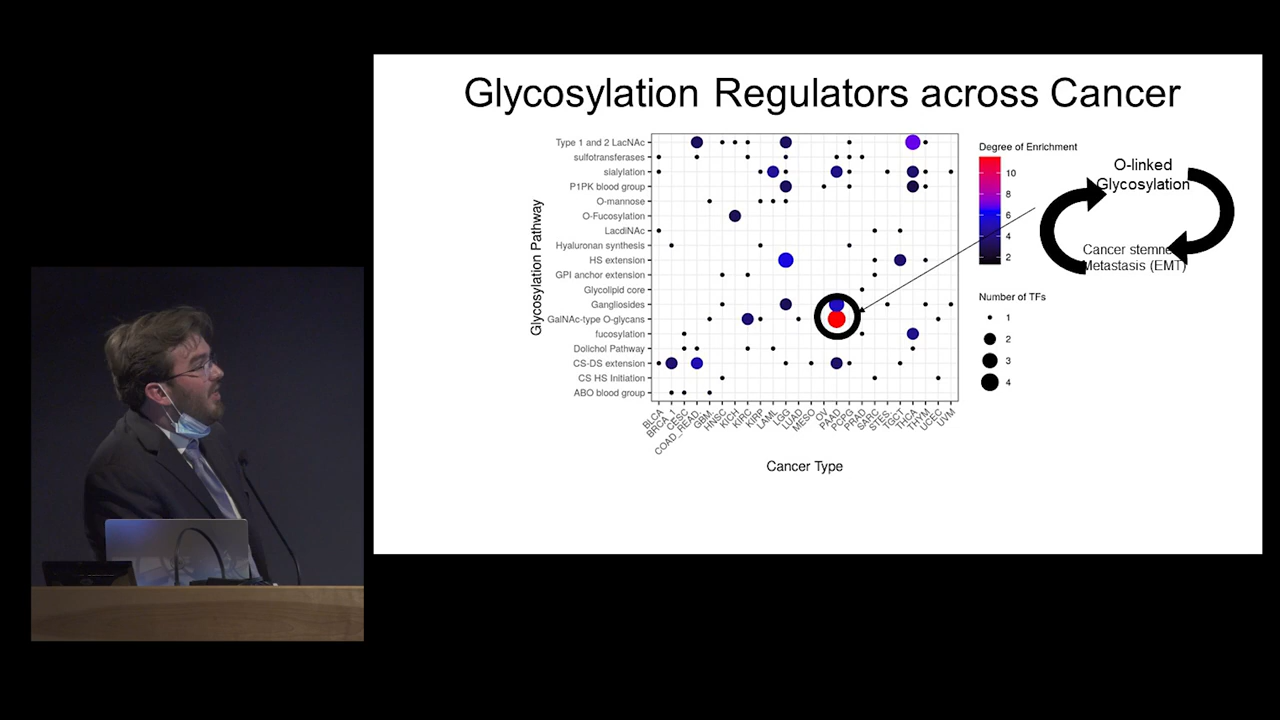 Glycosylation Regulators across Cancer
Glycosylation Pathway
Type 1 and 2 LacNAc
sulfotransferases
sialylation
P1PK blood group
O-mannose
O-Fucosylation
LacdiNAc
Hyaluronan synthesis
HS extension
GPI anchor extension
Glycolipid core
Gangliosides
GalNAc-type O-glycans
fucosylation
Dolichol Pathway
CS-DS extension
CS HS Initiation
ABO blood group
BLCA
BRCA_1
CESC
COAD_READ
GBM
HNSC
KICH
KIRC
KIRP
LAML
LGG
LUAD
MESO
OV
PAAD
PCPG
PRAD
SARC
STES
TGCT
THCA
THYM
UCEC
UVM
Cancer Type
Degree of Enrichment
10
8
6
4
2
Number of TFs
1
2
3
4
O-linked
Glycosylation
Cancer stemne
Metastasis (EMT)